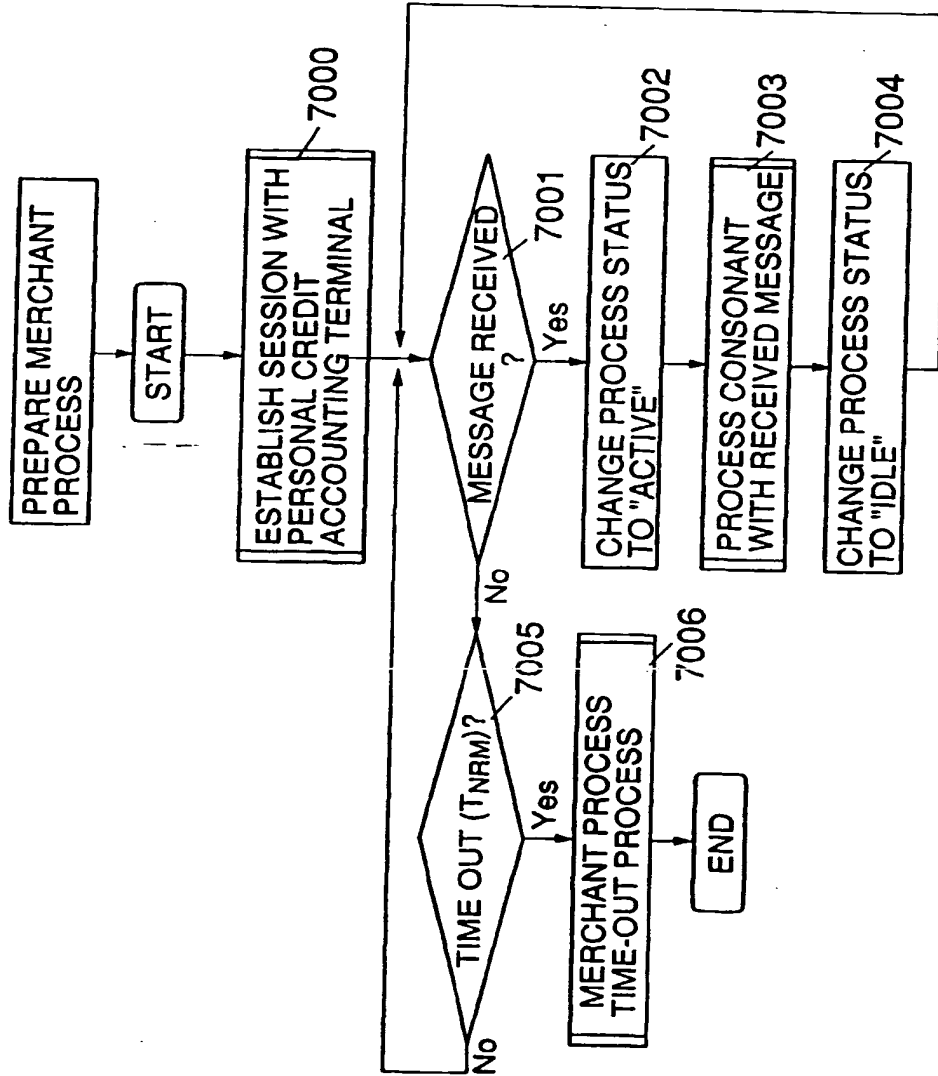 PREPARE MERCHANT
PROCESS
START
ESTABLISH SESSION WITH
PERSONAL CREDIT
ACCOUNTING TERMINAL
7000
MESSAGE RECEIVED
?
7001
Yes
No
CHANGE PROCESS STATUS
TO "ACTIVE"
7002
PROCESS CONSONANT
WITH RECEIVED MESSAGE
7003
CHANGE PROCESS STATUS
TO "IDLE"
7004
TIME OUT (TNRM)?
7005
No
Yes
MERCHANT PROCESS
TIME-OUT PROCESS
7006
END